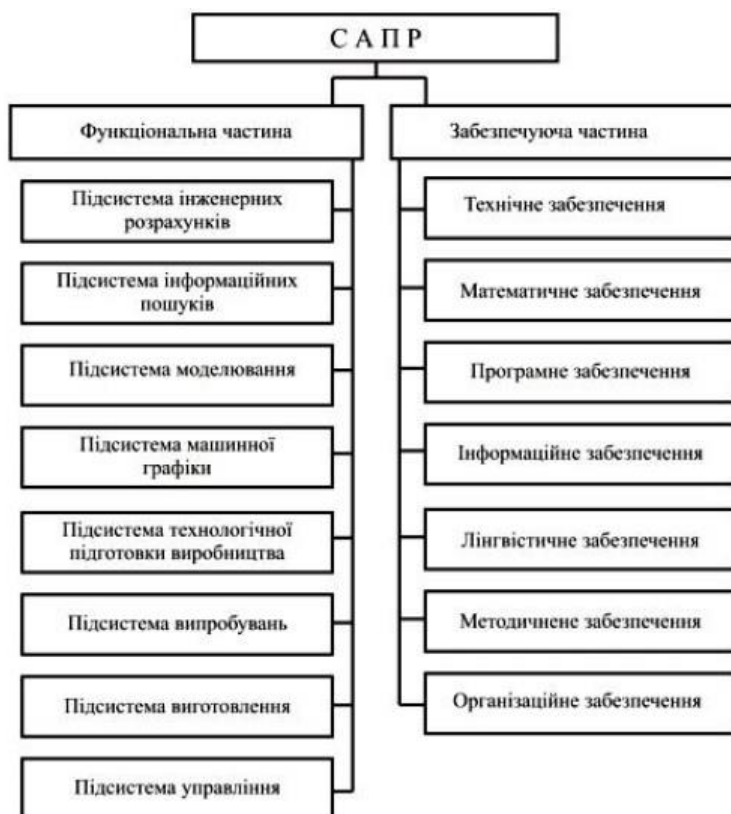 С А П Р
Функціональна частина
Підсистема інженерних
розрахунків
Підсистема інформаційних
пошуків
Підсистема моделювання
Підсистема машинної
графіки
Підсистема технологічної
підготовки виробництва
Підсистема випробувань
Підсистема виготовлення
Підсистема управління
Забезпечуюча частина
Технічне забезпечення
Математичне забезпечення
Програмне забезпечення
Інформаційне забезпечення
Лінгвістичне забезпечення
Методичнене забезпечення
Організаційне забезпечення